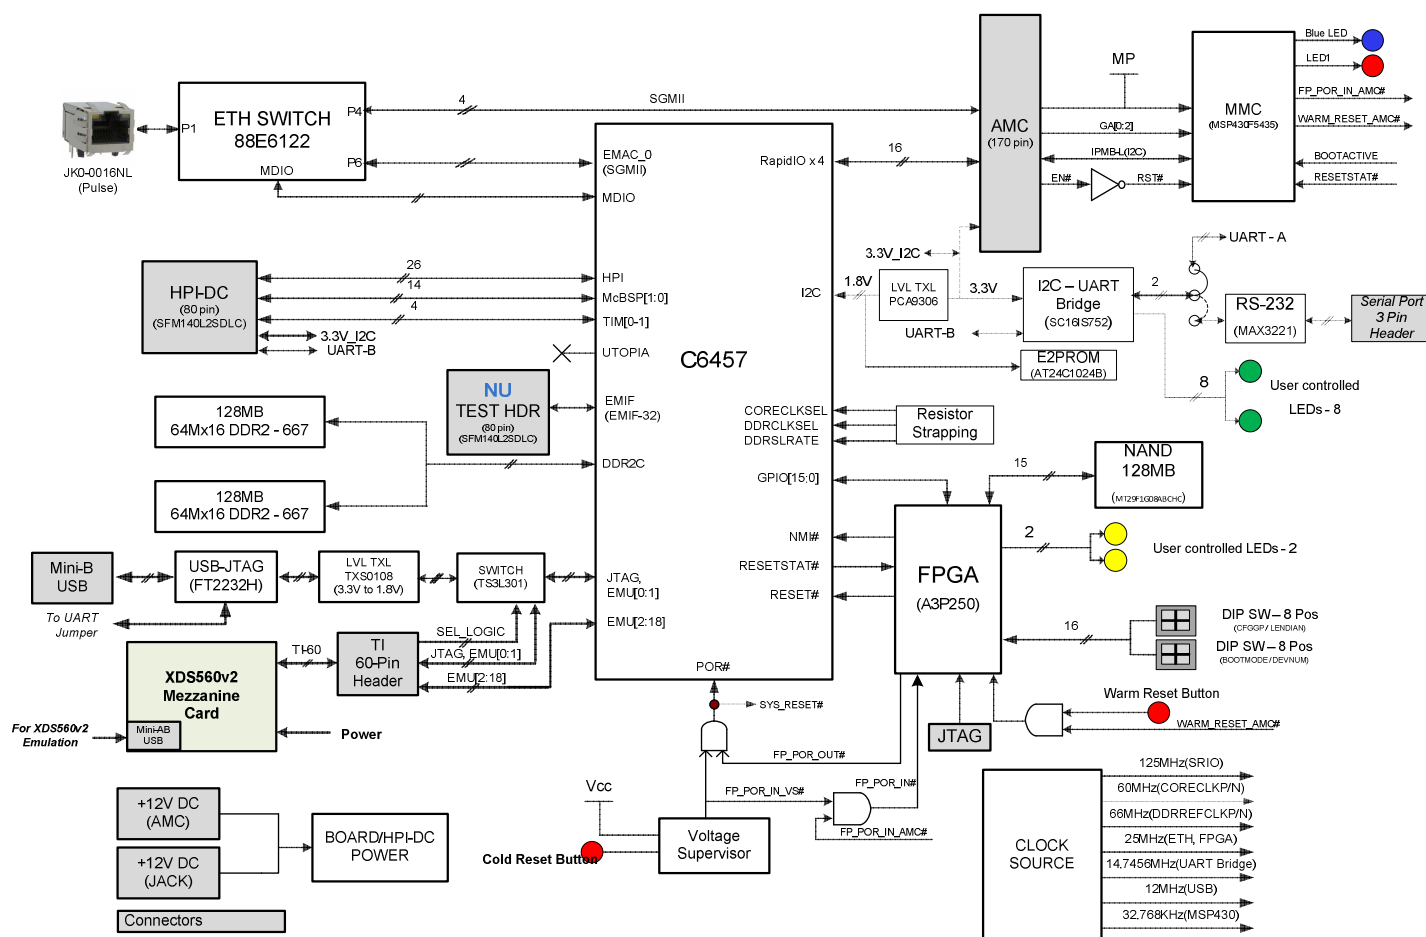 JK0-0016NL
(Pulse)
P1
ETH SWITCH
88E6122
MDIO
P4
P6
4
SGMII
AMC
(170 pin)
MP
GA[0:2]
IPMB-L(I2C)
EN#
RST#
MMC
(MSP430F5435)
Blue LED
LED1
FP_POR_IN_AMC#
WARM_RESET_AMC#
BOOTACTIVE
RESETSTAT#
EMAC_0
(SGMII)
MDIO
RapidIO x 4
16
HPI-DC
(80 pin)
(SFM140L2SDLC)
26
14
4
3.3V_I2C
UART-B
HPI
McBSP[1:0]
TIM[0-1]
UTOPIA
C6457
I2C
1.8V
LVL TXL
PCA9306
3.3V_I2C
3.3V
UART-B
I2C – UART
Bridge
(SC16IS752)
2
UART - A
RS-232
(MAX3221)
Serial Port
3 Pin
Header
E2PROM
(AT24C1024B)
8
User controlled
LEDs - 8
NU
TEST HDR
(80 pin)
(SFM140L2SDLC)
EMIF
(EMIF-32)
128MB
64Mx16 DDR2 - 667
128MB
64Mx16 DDR2 - 667
DDR2C
CORECLKSEL
DDRCLKSEL
DDRSLRATE
Resistor
Strapping
GPIO[15:0]
NMI#
RESETSTAT#
RESET#
FPGA
(A3P250)
15
NAND
128MB
(MT29F1G08ABCHC)
2
User controlled LEDs - 2
16
DIP SW – 8 Pos
(CFGGP/ LENDIAN)
DIP SW – 8 Pos
(BOOTMODE/DEVNUM)
Mini-B
USB
USB-JTAG
(FT2232H)
LVL TXL
TXS0108
(3.3V to 1.8V)
SWITCH
(TS3L301)
JTAG,
EMU[0:1]
EMU[2:18]
To UART
Jumper
SEL_LOGIC
JTAG, EMU[0:1]
EMU[2:18]
TI
60-Pin
Header
TI-60
XDS560v2
Mezzanine
Card
Mini-AB
USB
For XDS560v2
Emulation
Power
POR#
SYS_RESET#
FP_POR_OUT#
FP_POR_IN#
FP_POR_IN_VS#
FP_POR_IN_AMC#
JTAG
Warm Reset Button
WARM_RESET_AMC#
Vcc
Cold Reset Button
Voltage
Supervisor
+12V DC
(AMC)
+12V DC
(JACK)
BOARD/HPI-DC
POWER
Connectors
CLOCK
SOURCE
125MHz(SRIO)
60MHz(CORECLKP/N)
66MHz(DDRREFCLKP/N)
25MHz(ETH, FPGA)
14.7456MHz(UART Bridge)
12MHz(USB)
32.768KHz(MSP430)